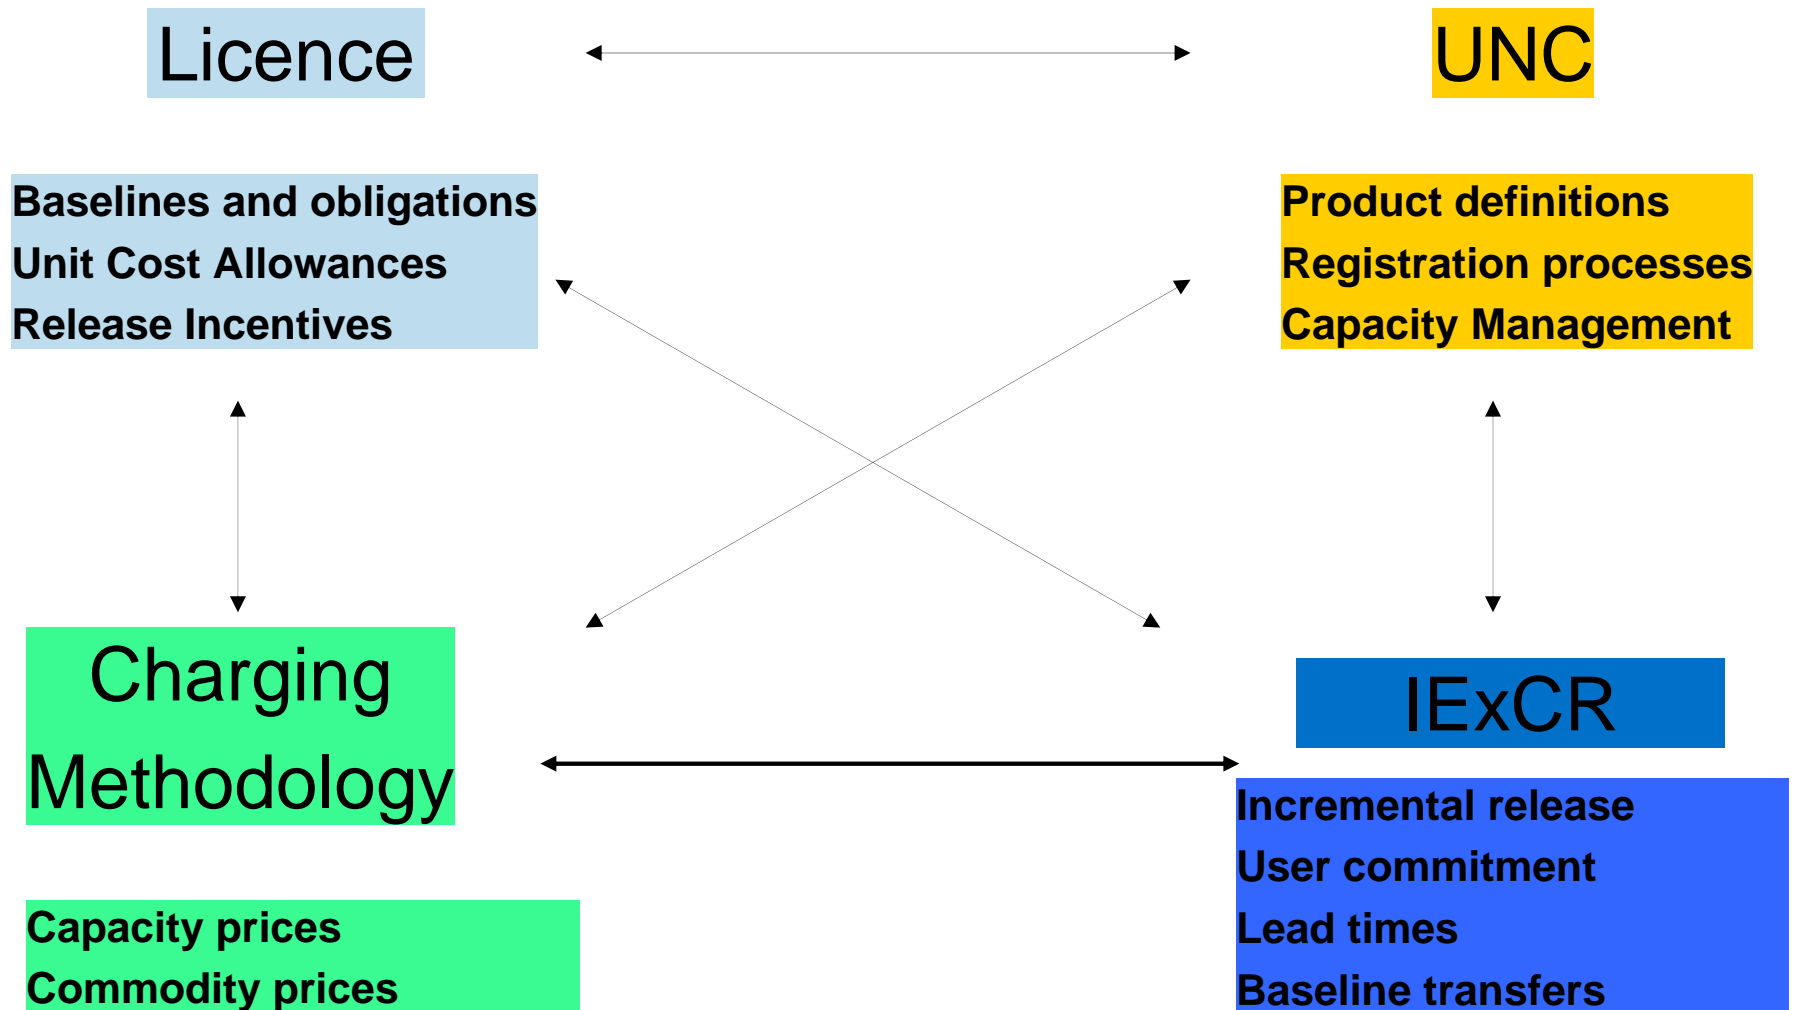 Licence
UNC
Baselines and obligations
Unit Cost Allowances
Release Incentives
Product definitions
Registration processes
Capacity Management
Charging
Methodology
IExCR
Capacity prices
Commodity prices
Incremental release
User commitment
Lead times
Baseline transfers